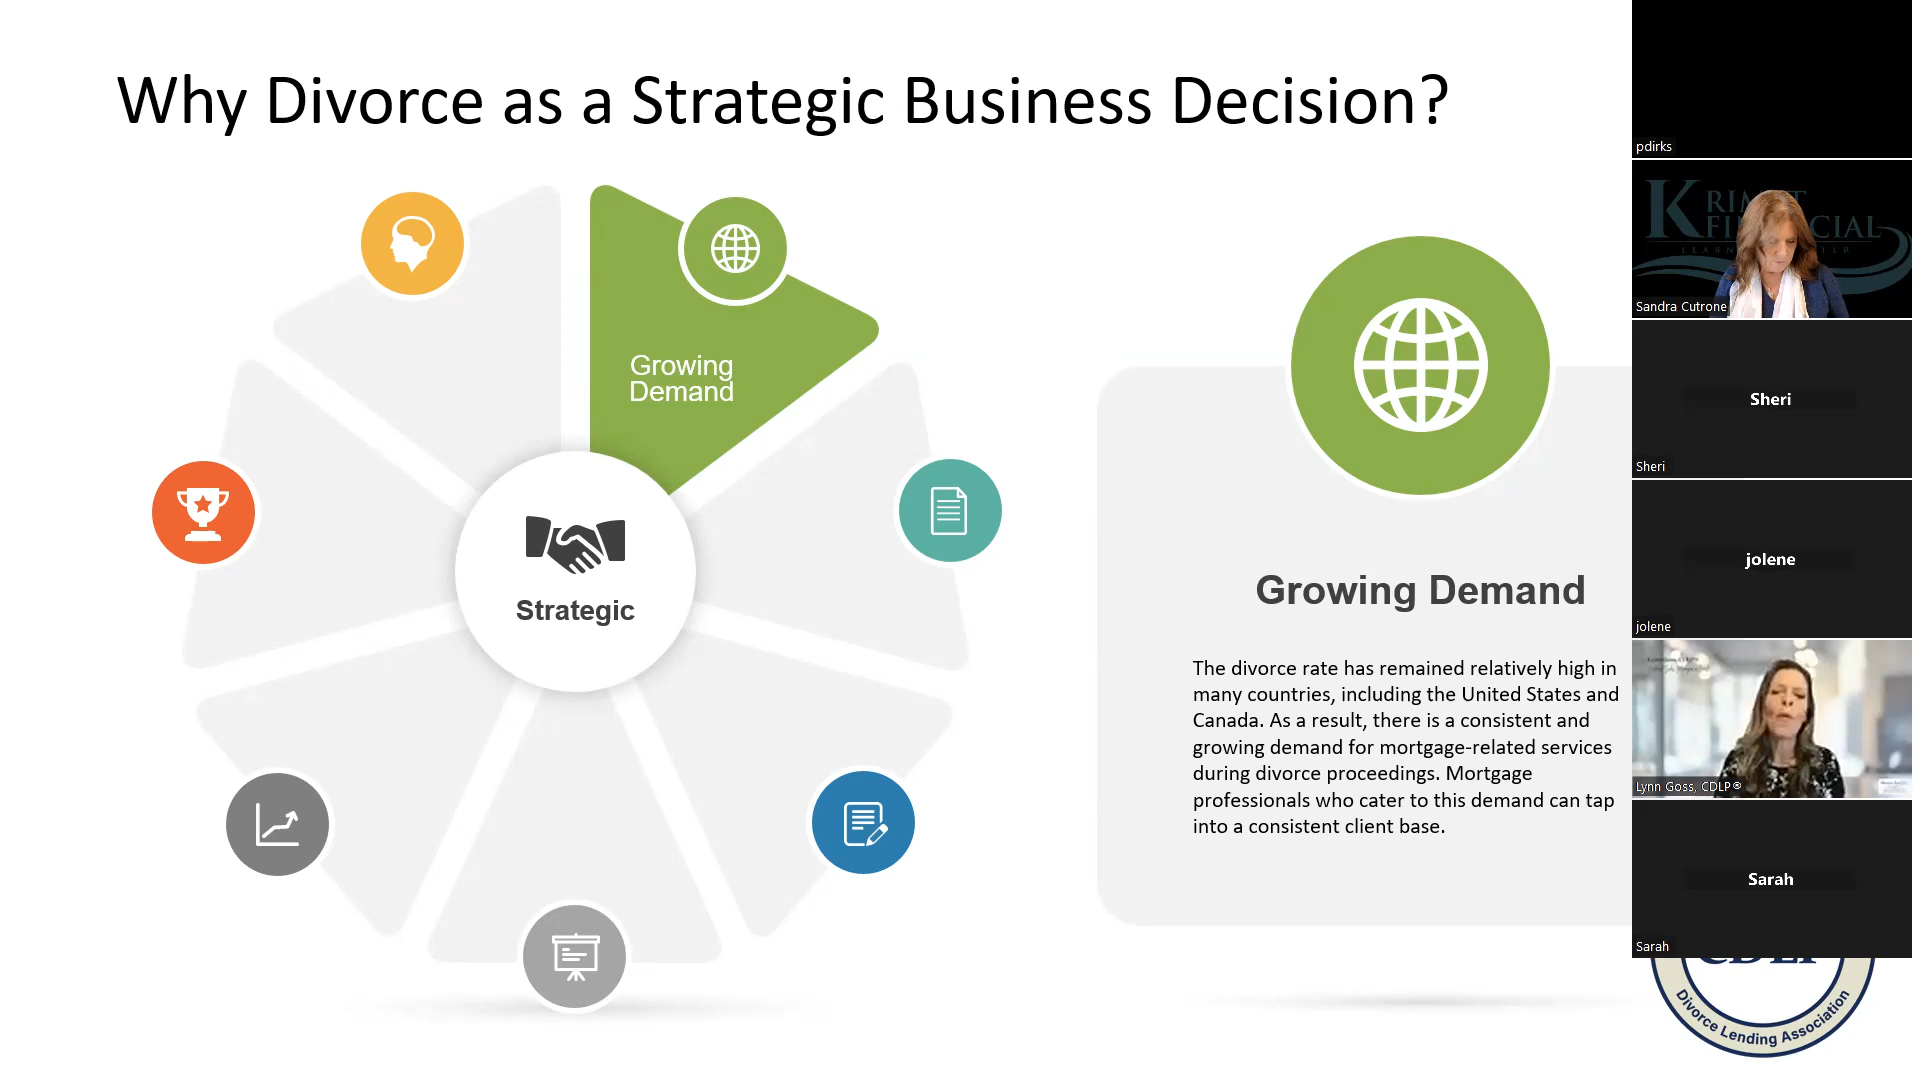 Why Divorce as a Strategic Business Decision?
Growing
Demand
Strategic
Growing Demand
The divorce rate has remained relatively high in
many countries, including the United States and
Canada. As a result, there is a consistent and
growing demand for mortgage-related services
during divorce proceedings. Mortgage
professionals who cater to this demand can tap
into a consistent client base.
pdirks
Sandra Cutrone
Sheri
Sheri
jolene
jolene
Lynn Goss, CDLP®
Sarah
Sarah
CDLP
Divorce Lending Association